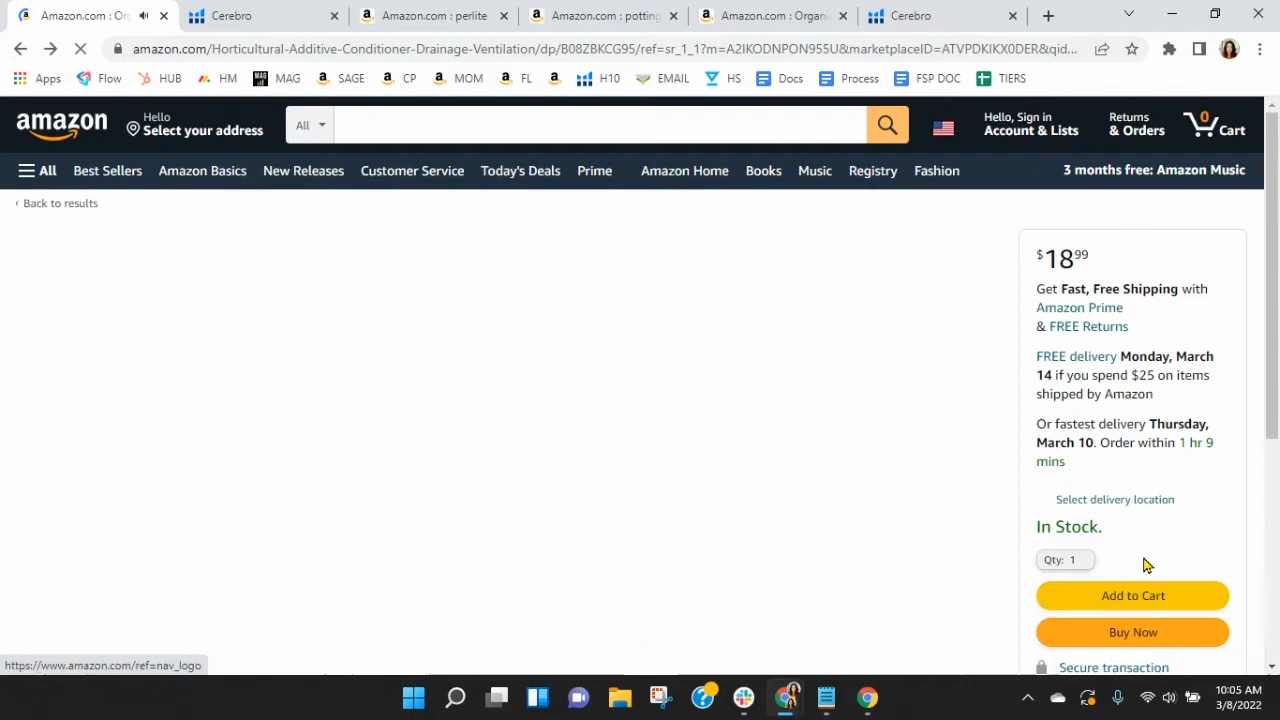 Amazon.com : Org
Cerebro
Amazon.com : perlite
Amazon.com : potting
Amazon.com : Organi
Cerebro
amazon.com/Horticultural-Additive-Conditioner-Drainage-Ventilation/dp/B08ZBKCG95/ref=sr_1_1?m=A2IKODNPON955U&marketplaceID=ATVPDKIKX0DER&qid...
Apps
Flow
HUB
HM
MAG
MAG
SAGE
CP
MOM
FL
H10
EMAIL
HS
Docs
Process
FSP DOC
TIERS
amazon
Hello
Select your address
All
Hello, Sign in
Account & Lists
Returns
& Orders
0
Cart
All
Best Sellers
Amazon Basics
New Releases
Customer Service
Today's Deals
Prime
Amazon Home
Books
Music
Registry
Fashion
3 months free: Amazon Music
‹ Back to results
$18 99
Get Fast, Free Shipping with
Amazon Prime
& FREE Returns
FREE delivery Monday, March
14 if you spend $25 on items
shipped by Amazon
Or fastest delivery Thursday,
March 10. Order within 1 hr 9
mins
Select delivery location
In Stock.
Qty: 1
Add to Cart
Buy Now
Secure transaction
https://www.amazon.com/ref=nav_logo
10:05 AM
3/8/2022